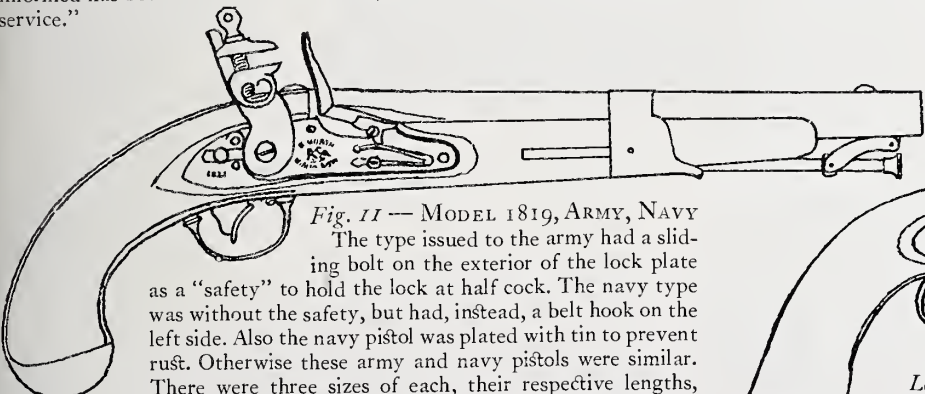 service.”
NORTH
1821
Fig. 11 — MODEL 1819, ARMY, NAVY
The type issued to the army had a slid-
ing bolt on the exterior of the lock plate
as a “safety” to hold the lock at half cock. The navy type
was without the safety, but had, instead, a belt hook on the
left side. Also the navy pistol was plated with tin to prevent
rust. Otherwise these army and navy pistols were similar.
There were three sizes of each, their respective lengths,